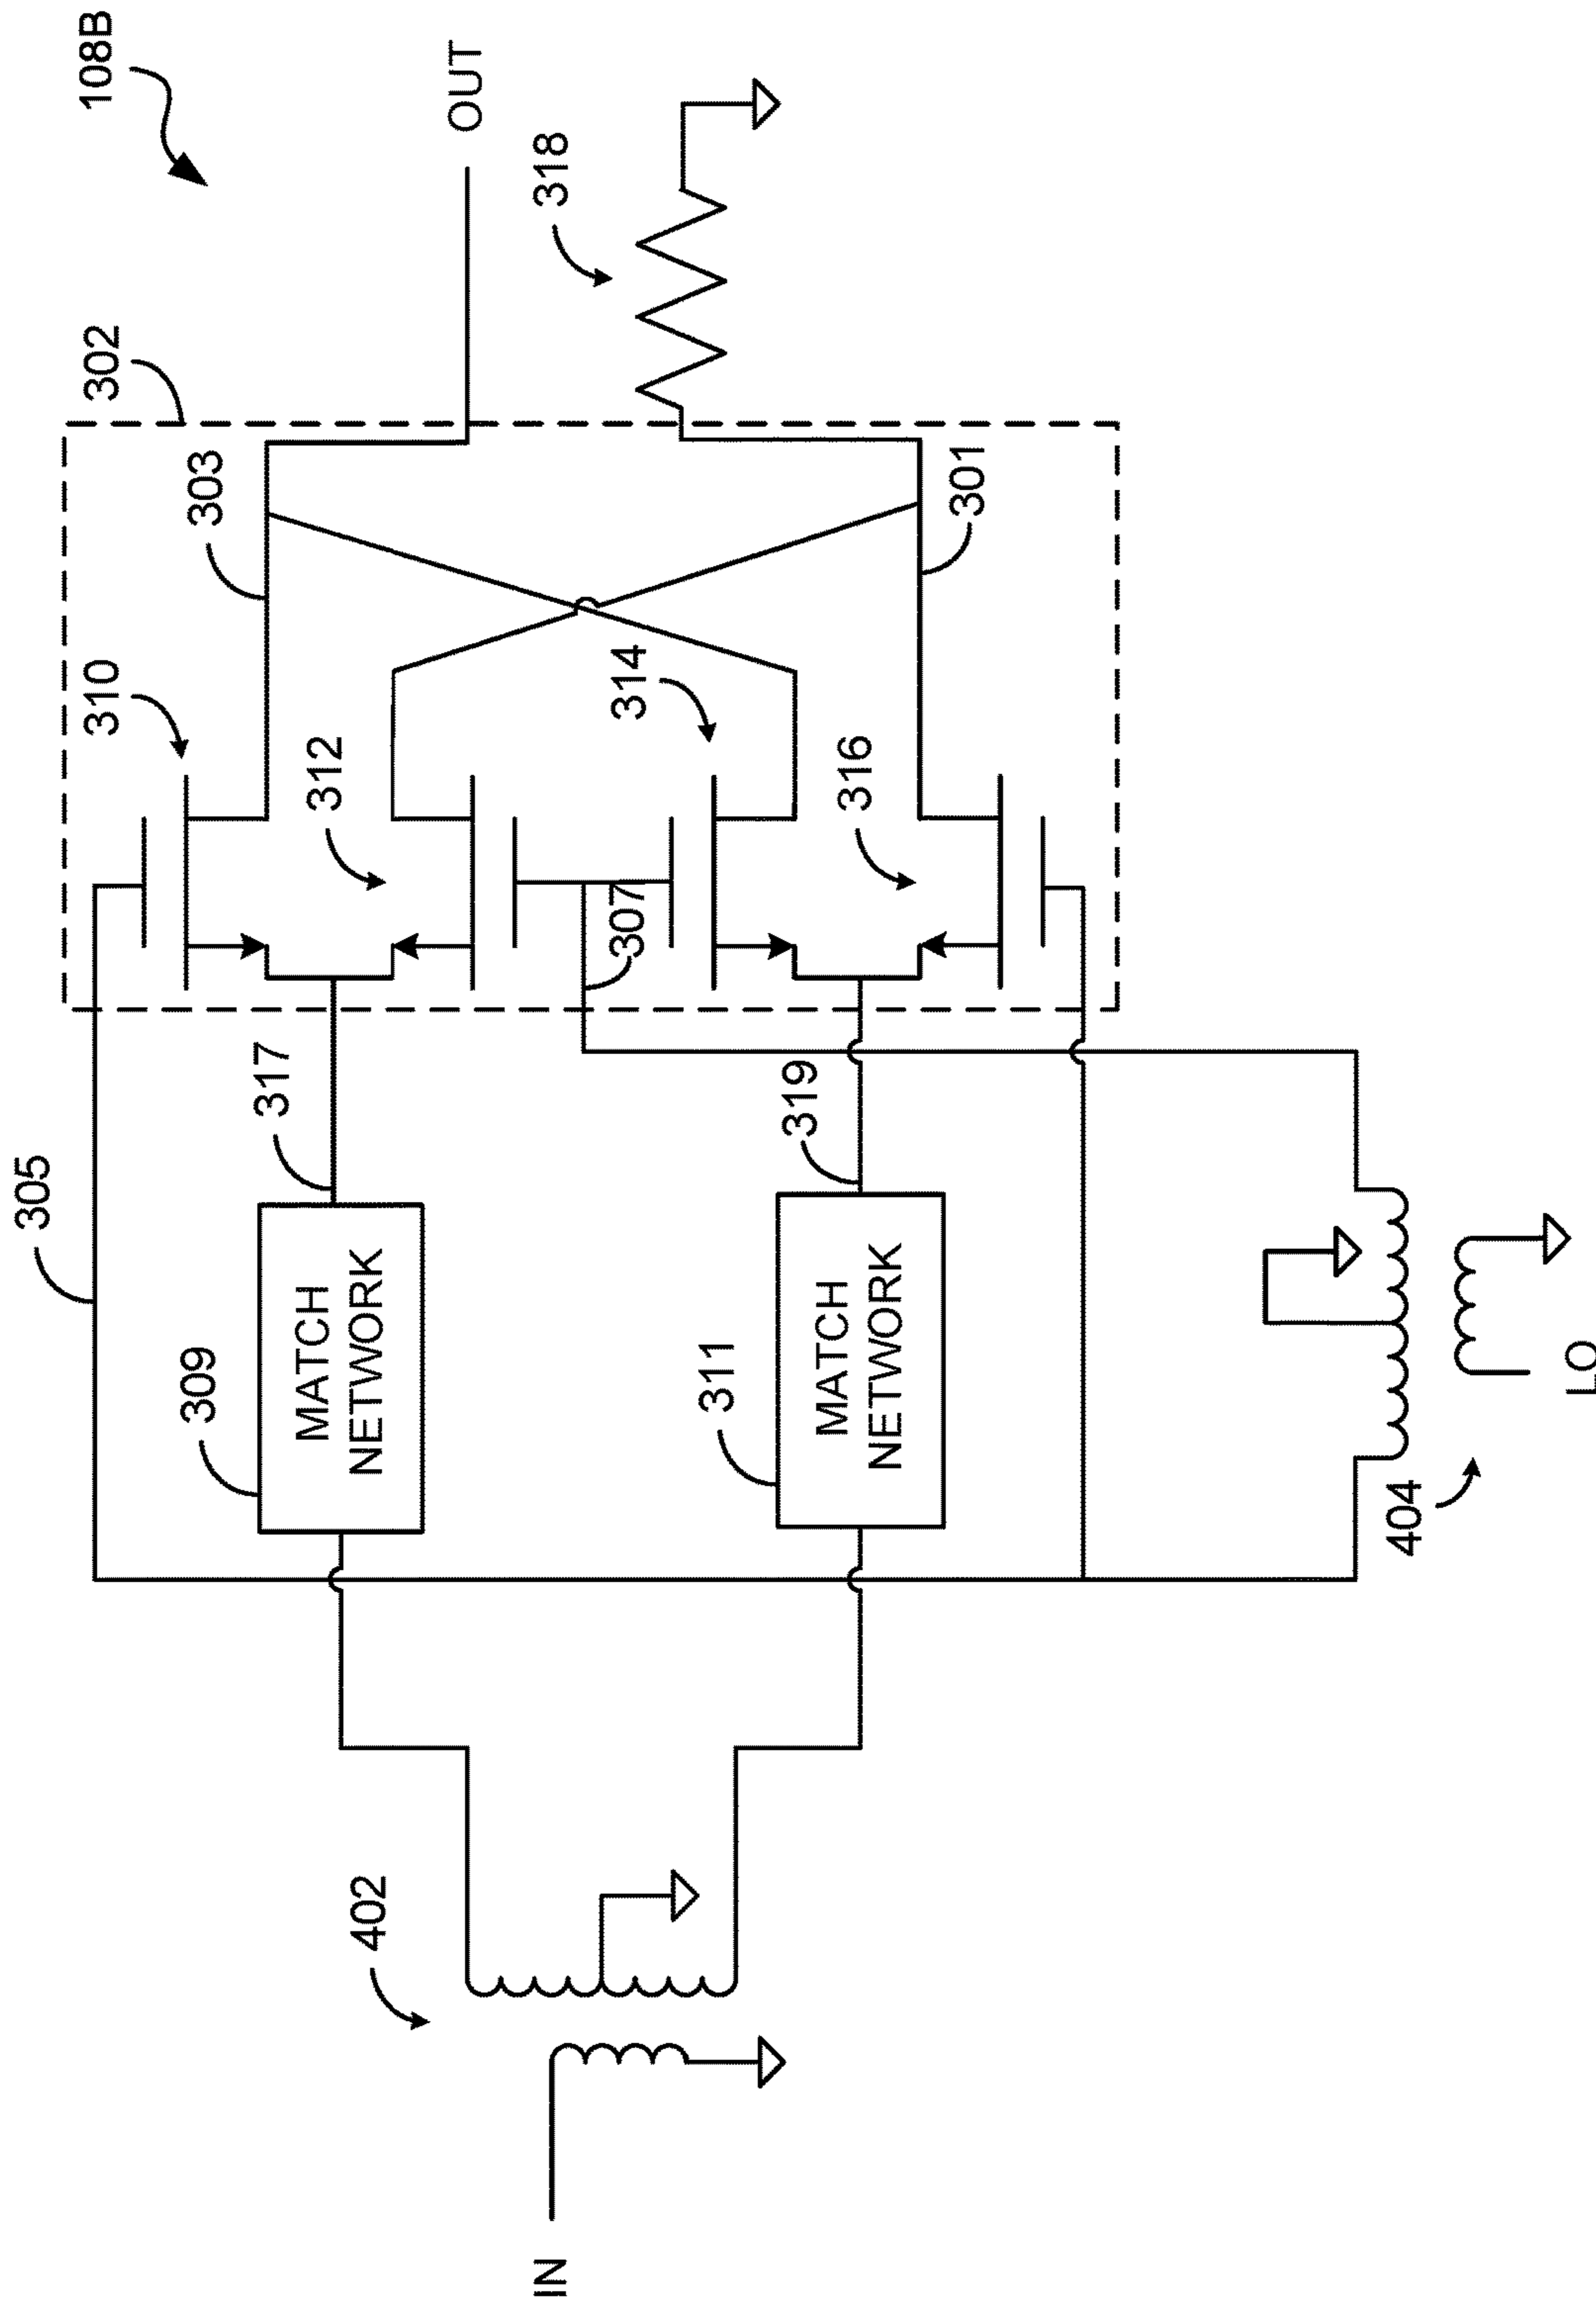 108B
302
OUT
318
303
301
310
312
314
316
307
305
317
319
309
MATCH
NETWORK
311
MATCH
NETWORK
402
404
IN
LO